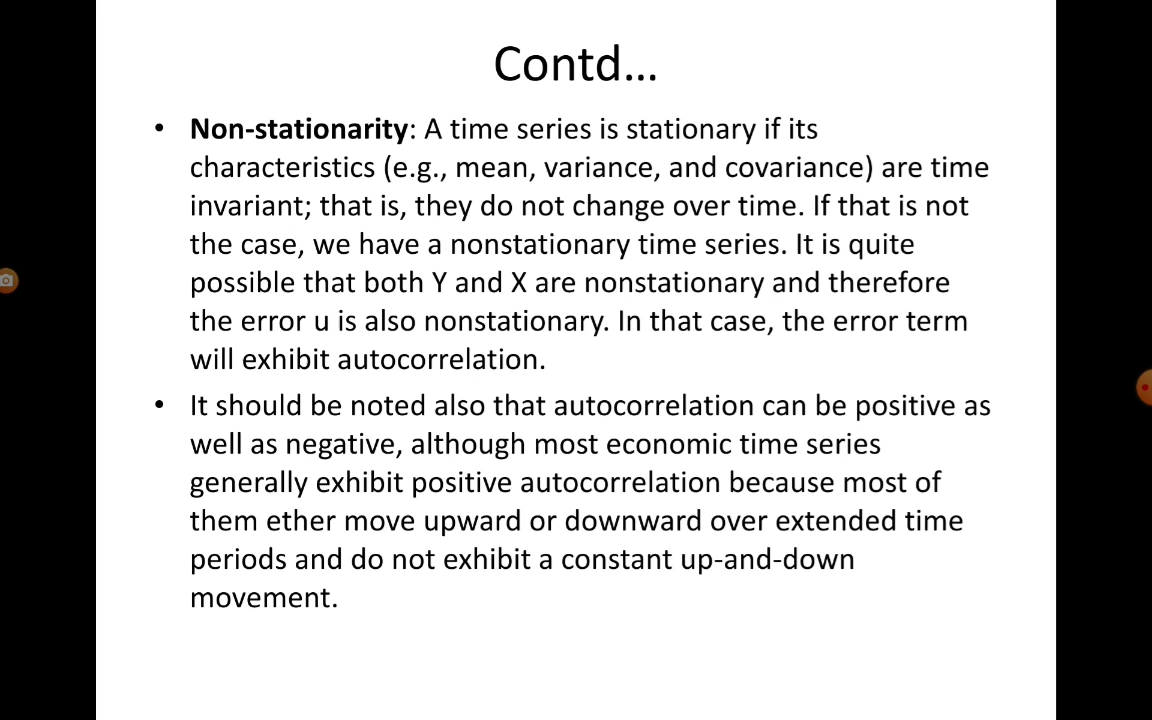 Contd...
• Non-stationarity: A time series is stationary if its
characteristics (e.g., mean, variance, and covariance) are time
invariant; that is, they do not change over time. If that is not
the case, we have a nonstationary time series. It is quite
possible that both Y and X are nonstationary and therefore
the error u is also nonstationary. In that case, the error term
will exhibit autocorrelation.
• It should be noted also that autocorrelation can be positive as
well as negative, although most economic time series
generally exhibit positive autocorrelation because most of
them ether move upward or downward over extended time
periods and do not exhibit a constant up-and-down
movement.